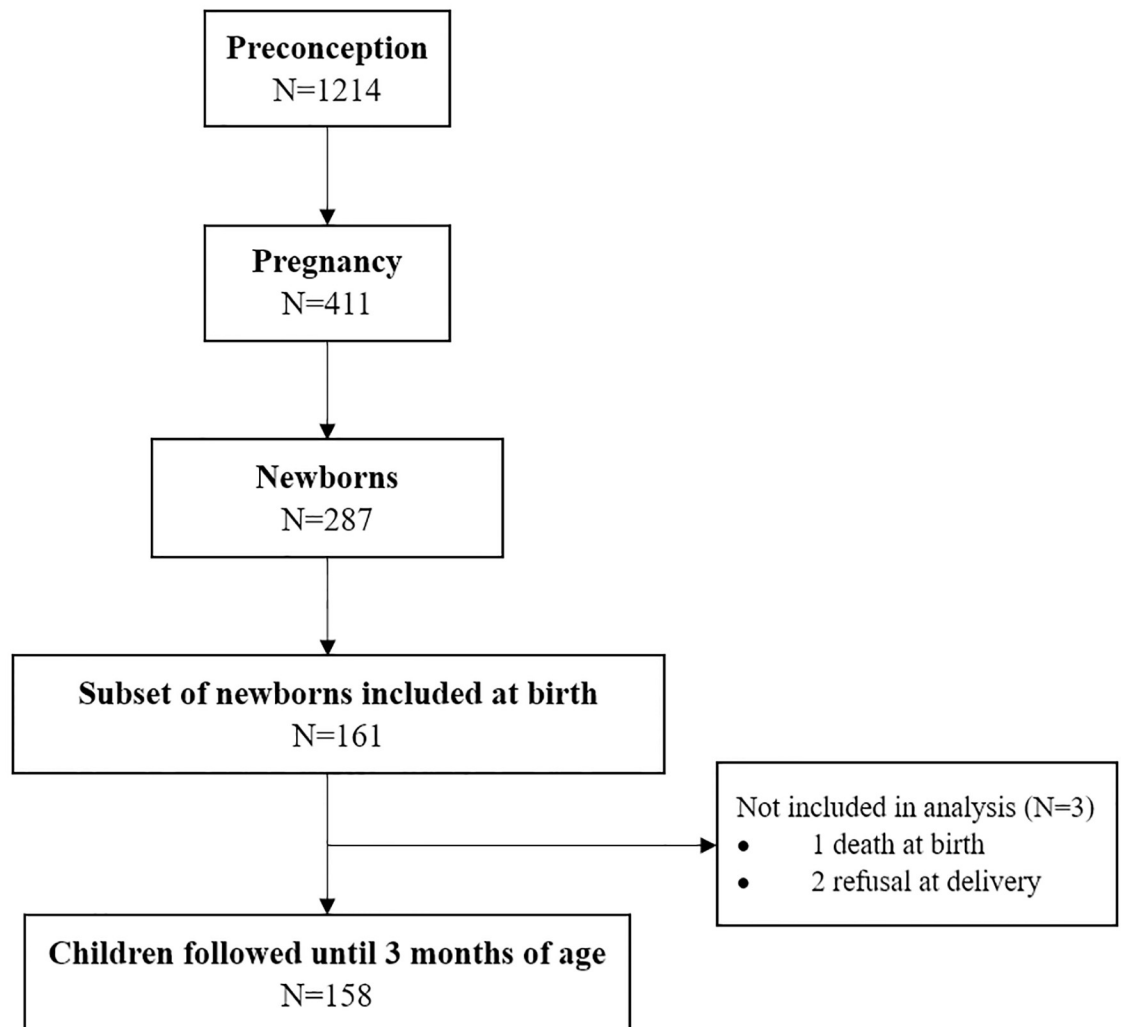 Preconception
N=1214
Pregnancy
N=411
Newborns
N=287
Subset of newborns included at birth
N=161
Not included in analysis (N=3)
• 1 death at birth
• 2 refusal at delivery
Children followed until 3 months of age
N=158